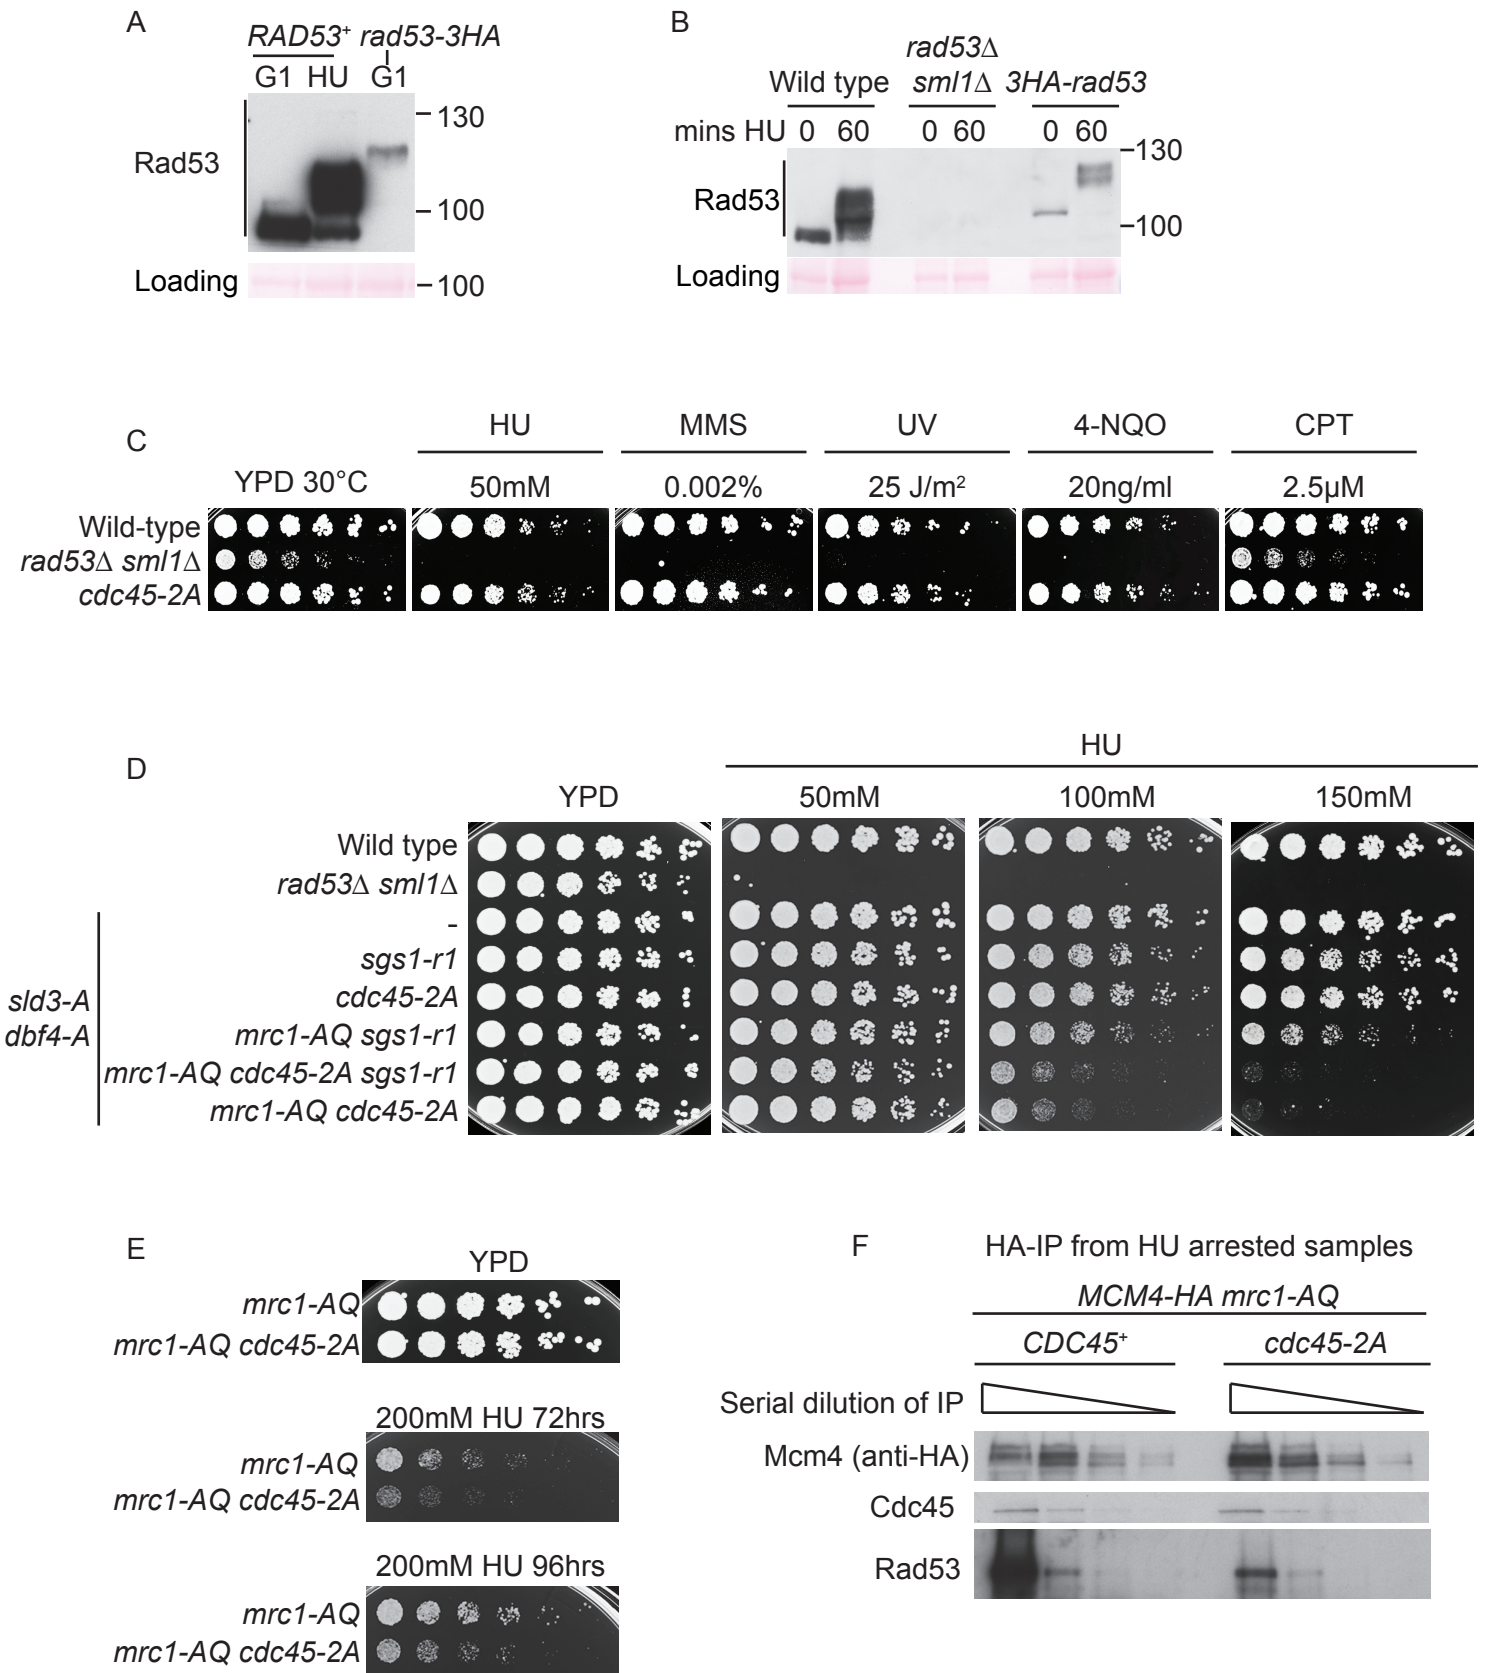 A
RAD53+ rad53-3HA
G1 HU G1
130
Rad53
100
Loading
100
B
rad53Δ
Wild type sml1Δ 3HA-rad53
mins HU 0 60 0 60 0 60
130
Rad53
100
Loading
C
HU MMS UV 4-NQO CPT
YPD 30°C 50mM 0.002% 25 J/m² 20ng/ml 2.5µM
Wild-type
rad53Δ sml1Δ
cdc45-2A
D
HU
YPD 50mM 100mM 150mM
Wild type
rad53Δ sml1Δ
-
sgs1-r1
cdc45-2A
sld3-A
dbf4-A
mrc1-AQ sgs1-r1
mrc1-AQ cdc45-2A sgs1-r1
mrc1-AQ cdc45-2A
E
YPD
mrc1-AQ
mrc1-AQ cdc45-2A
200mM HU 72hrs
mrc1-AQ
mrc1-AQ cdc45-2A
200mM HU 96hrs
mrc1-AQ
mrc1-AQ cdc45-2A
F
HA-IP from HU arrested samples
MCM4-HA mrc1-AQ
CDC45+ cdc45-2A
Serial dilution of IP
Mcm4 (anti-HA)
Cdc45
Rad53